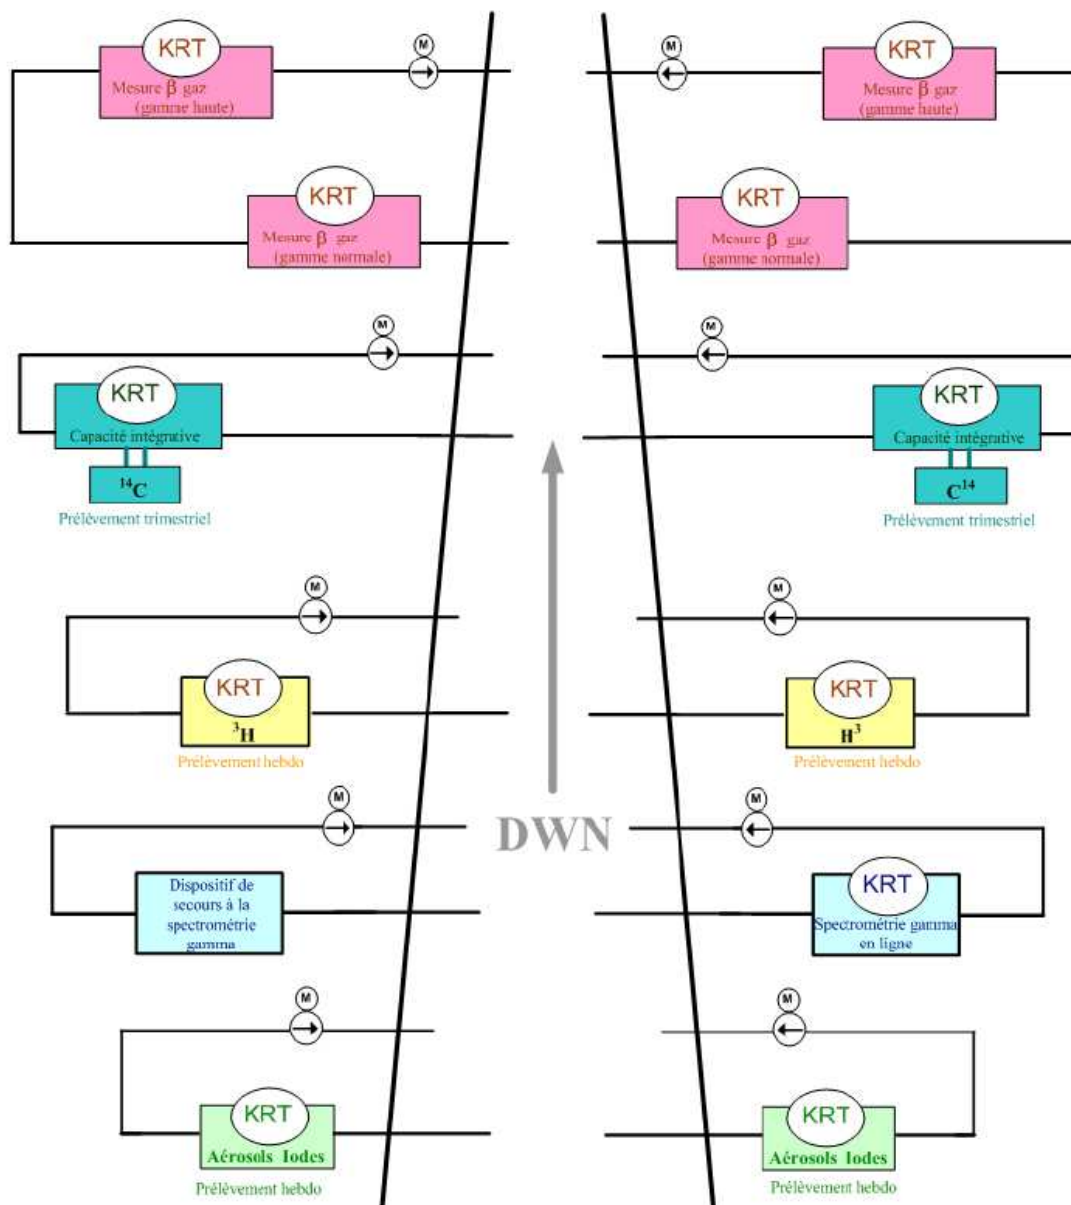 M
M
KRT
KRT
Mesure β gaz
(gamme haute)
Mesure β gaz
(gamme haute)
KRT
KRT
Mesure β gaz
(gamme normale)
Mesure β gaz
(gamme normale)
M
M
KRT
KRT
Capacité intégrative
Capacité intégrative
¹⁴C
C¹⁴
Prélèvement trimestriel
Prélèvement trimestriel
M
M
KRT
KRT
³H
H³
Prélèvement hebdo
Prélèvement hebdo
M
M
DWN
Dispositif de
secours à la
spectrométrie
gamma
KRT
Spectrométrie gamma
en ligne
M
M
KRT
KRT
Aérosols Iodes
Aérosols Iodes
Prélèvement hebdo
Prélèvement hebdo